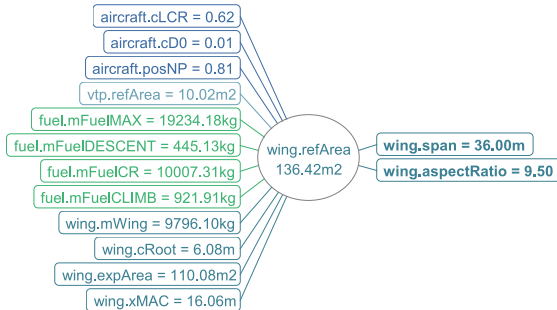 aircraft.cLCR = 0.62
aircraft.cD0 = 0.01
aircraft.posNP = 0.81
vtp.refArea = 10.02m2
fuel.mFuelMAX = 19234.18kg
fuel.mFuelDESCENT = 445.13kg
fuel.mFuelCR = 10007.31kg
fuel.mFuelCLIMB = 921.91kg
wing.mWing = 9796.10kg
wing.cRoot = 6.08m
wing.expArea = 110.08m2
wing.xMAC = 16.06m
wing.refArea
136.42m2
wing.span = 36.00m
wing.aspectRatio = 9.50